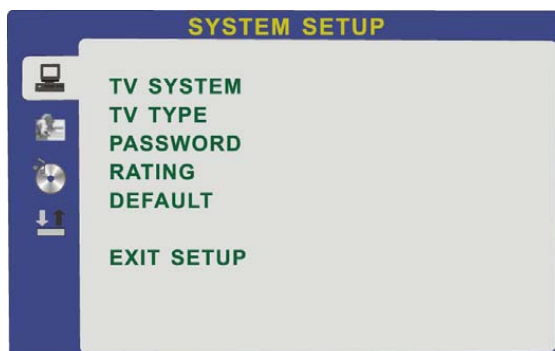 SYSTEM SETUP
TV SYSTEM
TV TYPE
PASSWORD
RATING
DEFAULT
EXIT SETUP